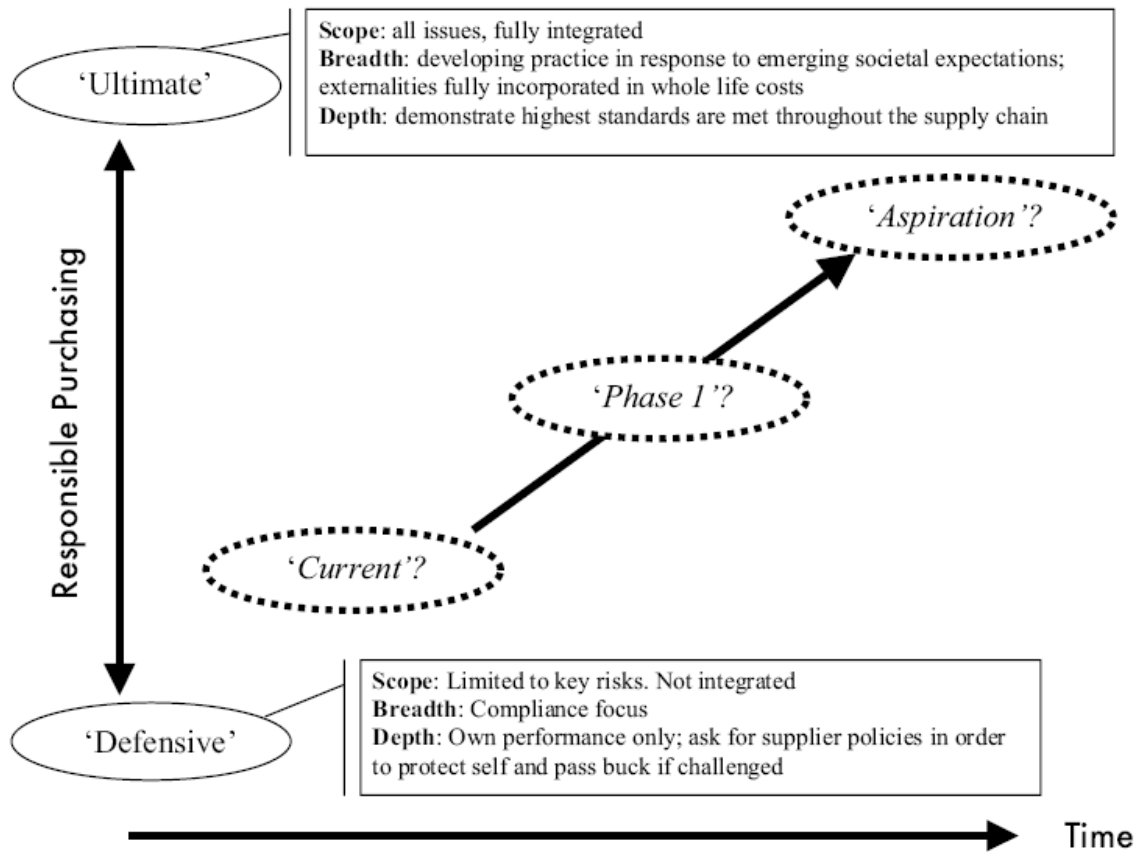 Scope: all issues, fully integrated
Breadth: developing practice in response to emerging societal expectations;
externalities fully incorporated in whole life costs
Depth: demonstrate highest standards are met throughout the supply chain
‘Ultimate’
‘Aspiration’?
Responsible Purchasing
‘Phase 1’?
‘Current’?
Scope: Limited to key risks. Not integrated
Breadth: Compliance focus
Depth: Own performance only; ask for supplier policies in order
to protect self and pass buck if challenged
‘Defensive’
Time